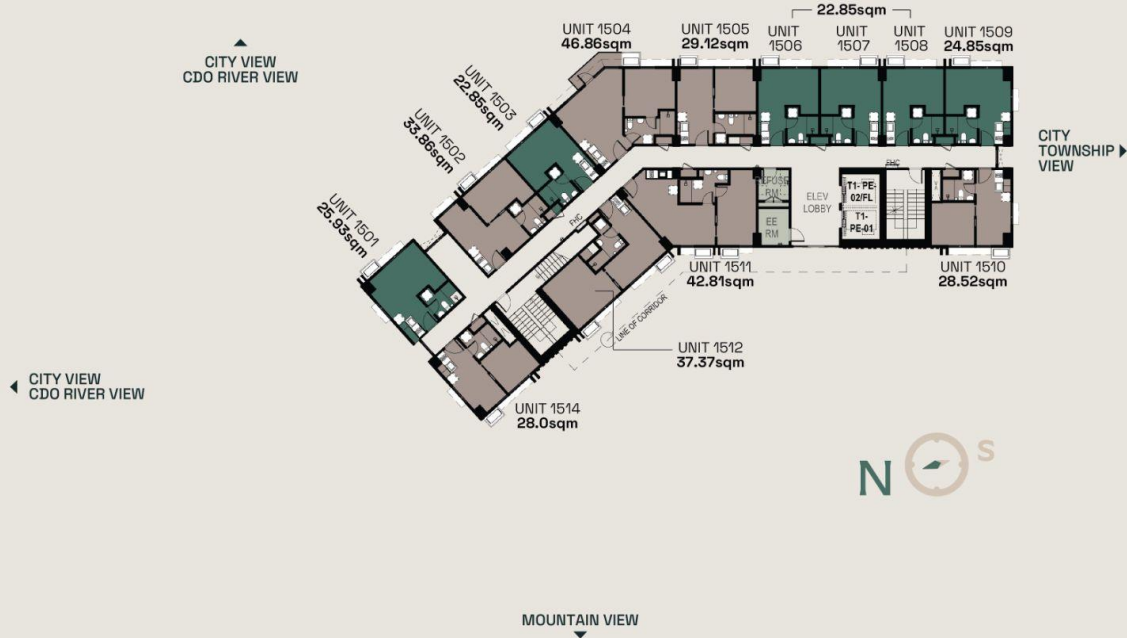 22.85sqm
UNIT 1504
46.86sqm
UNIT 1505
29.12sqm
UNIT
1506
UNIT
1507
UNIT
1508
UNIT 1509
24.85sqm
CITY VIEW
CDO RIVER VIEW
UNIT 1503
22.85sqm
UNIT 1502
33.86sqm
UNIT 1501
25.93sqm
CITY
TOWNSHIP
VIEW
FHC
FHC
REFUSE
RM
EE
RM
ELEV
LOBBY
T1- PE-
02/FL
T1-
PE-01
UNIT 1511
42.81sqm
UNIT 1510
28.52sqm
LINE OF CORRIDOR
UNIT 1512
37.37sqm
CITY VIEW
CDO RIVER VIEW
UNIT 1514
28.0sqm
N
S
MOUNTAIN VIEW